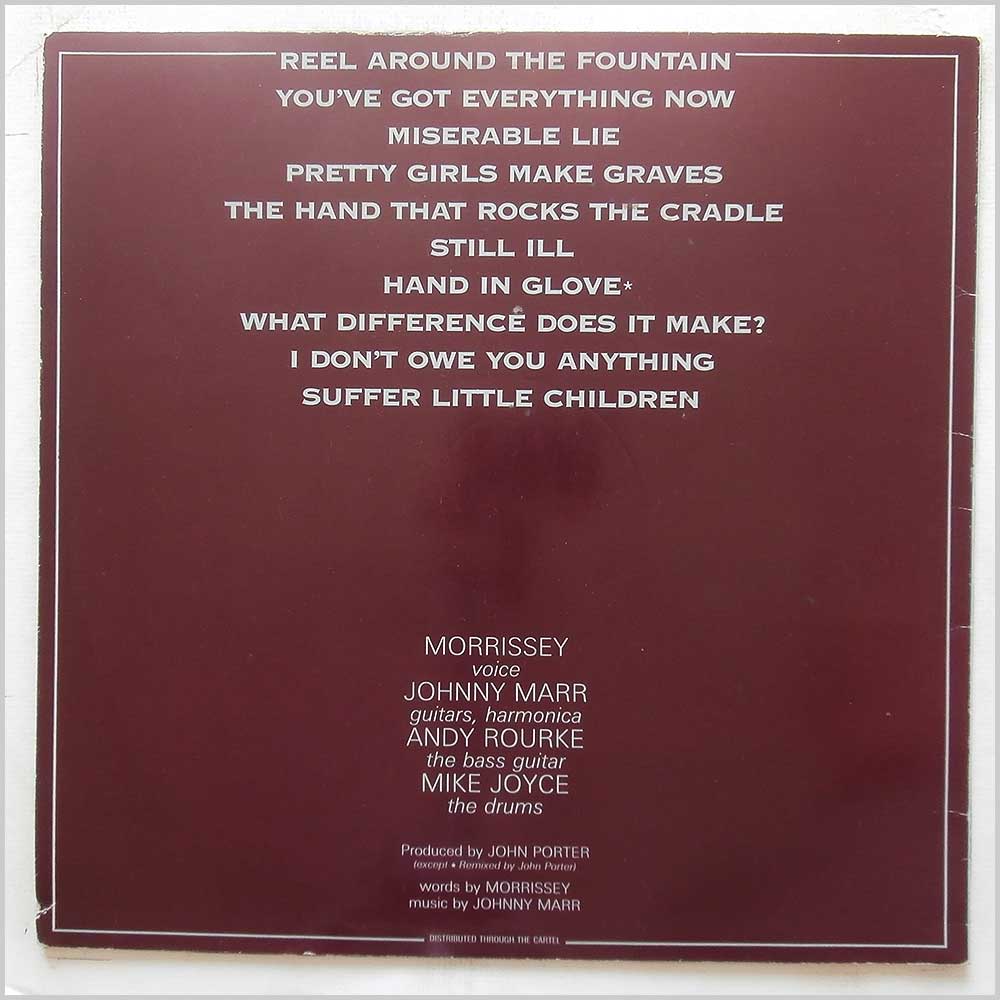 REEL AROUND THE FOUNTAIN
YOU'VE GOT EVERYTHING NOW
MISERABLE LIE
PRETTY GIRLS MAKE GRAVES
THE HAND THAT ROCKS THE CRADLE
STILL ILL
HAND IN GLOVE*
WHAT DIFFERENCE DOES IT MAKE?
I DON'T OWE YOU ANYTHING
SUFFER LITTLE CHILDREN
MORRISSEY
voice
JOHNNY MARR
guitars, harmonica
ANDY ROURKE
the bass guitar
MIKE JOYCE
the drums
Produced by JOHN PORTER
(except * Remixed by John Porter)
words by MORRISSEY
music by JOHNNY MARR
DISTRIBUTED THROUGH THE CARTEL